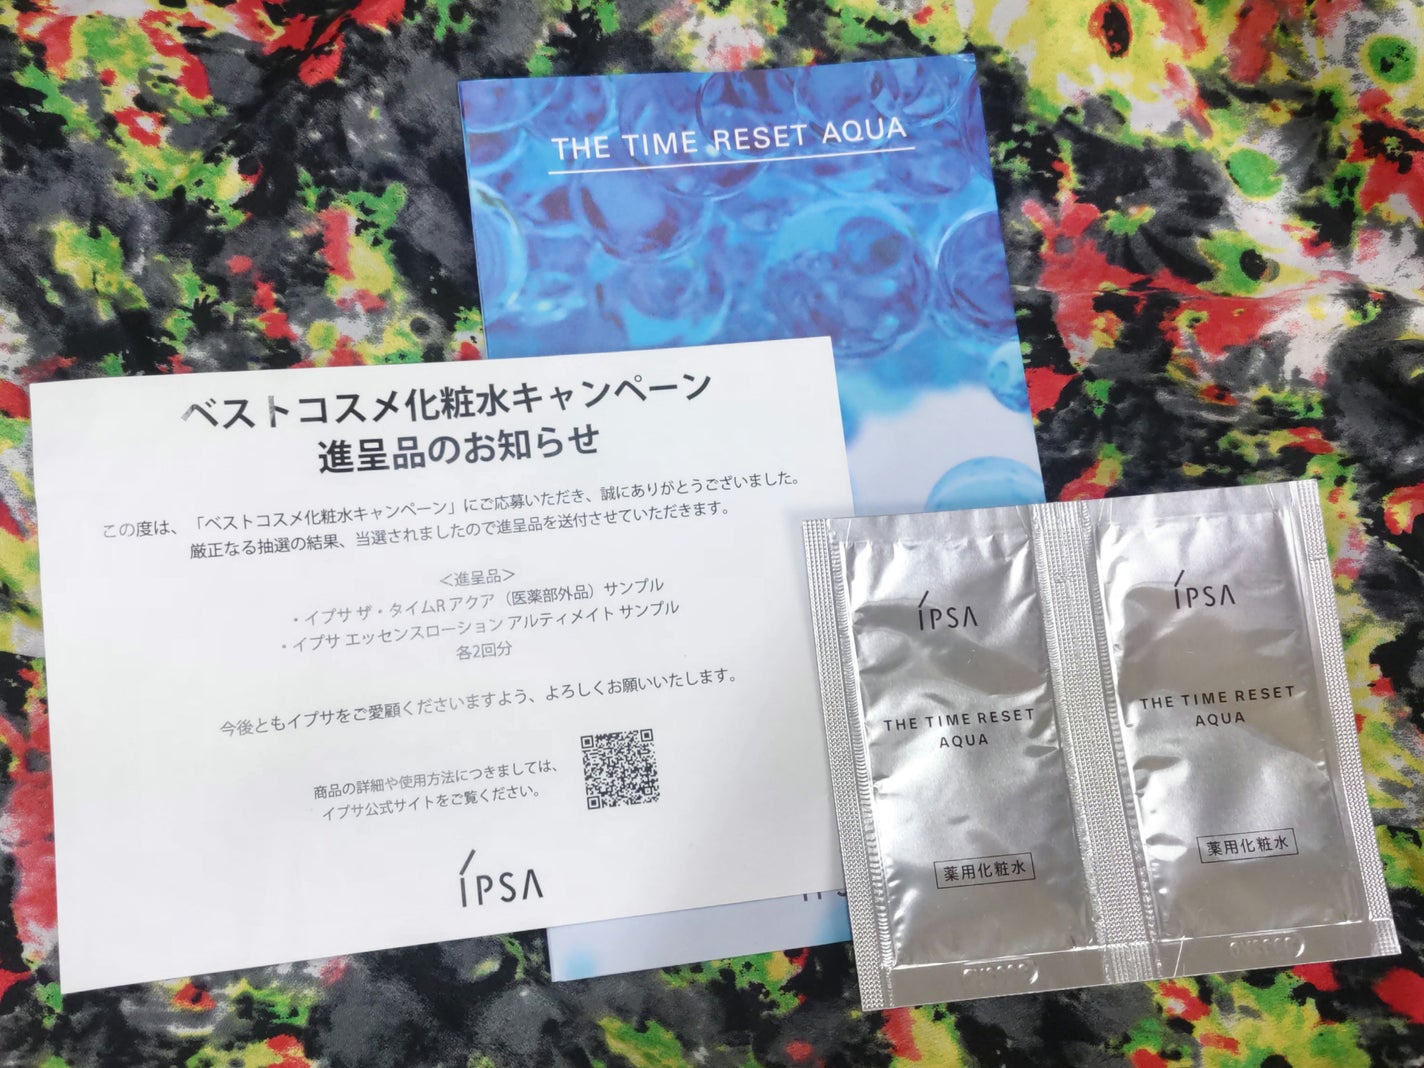 THE TIME RESET AQUA
ベストコスメ化粧水キャンペーン
進呈品のお知らせ
この度は、「ベストコスメ化粧水キャンペーン」にご応募いただき、誠にありがとうございました。
厳正なる抽選の結果、当選されましたので進呈品を送付させていただきます。
＜進呈品＞
・イプサ ザ・タイムR アクア（医薬部外品）サンプル
・イプサ エッセンスローション アルティメイト サンプル
各2回分
今後ともイプサをご愛顧くださいますよう、よろしくお願いいたします。
商品の詳細や使用方法につきましては、
イプサ公式サイトをご覧ください。
IPSA
IPSA
THE TIME RESET
AQUA
薬用化粧水
IPSA
THE TIME RESET
AQUA
薬用化粧水